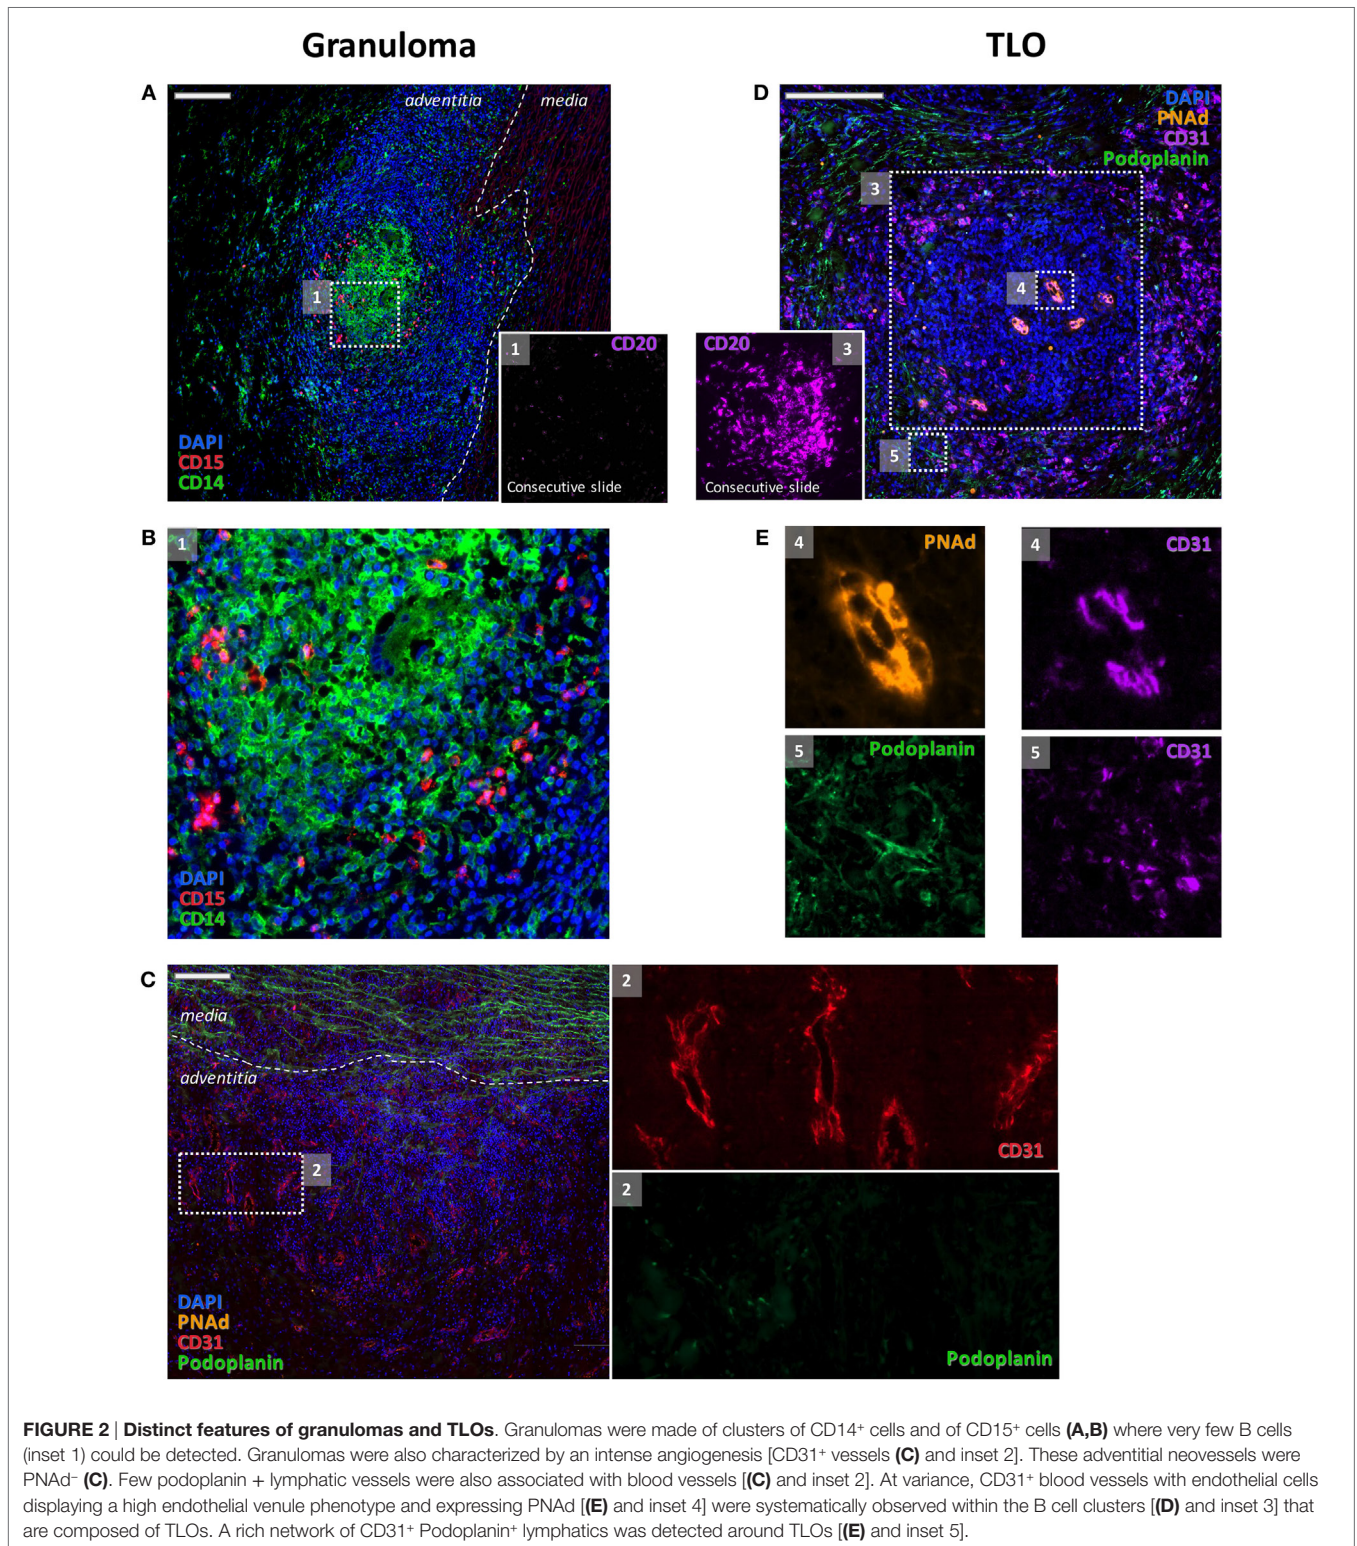 Granuloma
TLO
A
adventitia
media
1
DAPI
CD15
CD14
1
CD20
Consecutive slide
D
DAPI
PNAd
CD31
Podoplanin
3
4
5
CD20
3
Consecutive slide
B
1
DAPI
CD15
CD14
E
4
PNAd
4
CD31
5
Podoplanin
5
CD31
C
media
adventitia
2
DAPI
PNAd
CD31
Podoplanin
2
CD31
2
Podoplanin
FIGURE 2 | Distinct features of granulomas and TLOs. Granulomas were made of clusters of CD14⁺ cells and of CD15⁺ cells (A,B) where very few B cells
(inset 1) could be detected. Granulomas were also characterized by an intense angiogenesis [CD31⁺ vessels (C) and inset 2]. These adventitial neovessels were
PNAd⁻ (C). Few podoplanin + lymphatic vessels were also associated with blood vessels [(C) and inset 2]. At variance, CD31⁺ blood vessels with endothelial cells
displaying a high endothelial venule phenotype and expressing PNAd [(E) and inset 4] were systematically observed within the B cell clusters [(D) and inset 3] that
are composed of TLOs. A rich network of CD31⁺ Podoplanin⁺ lymphatics was detected around TLOs [(E) and inset 5].